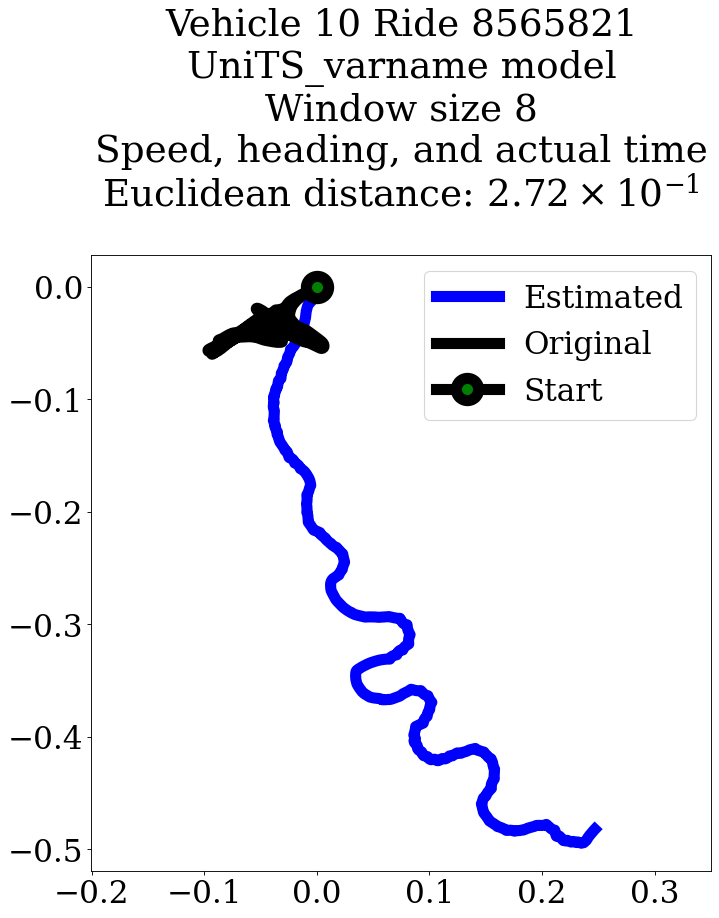 Vehicle 10 Ride 8565821
UniTS_varname model
Window size 8
Speed, heading, and actual time
Euclidean distance: 2.72 × 10⁻¹
Estimated
Original
Start
0.0
−0.1
−0.2
−0.3
−0.4
−0.5
−0.2 −0.1 0.0 0.1 0.2 0.3